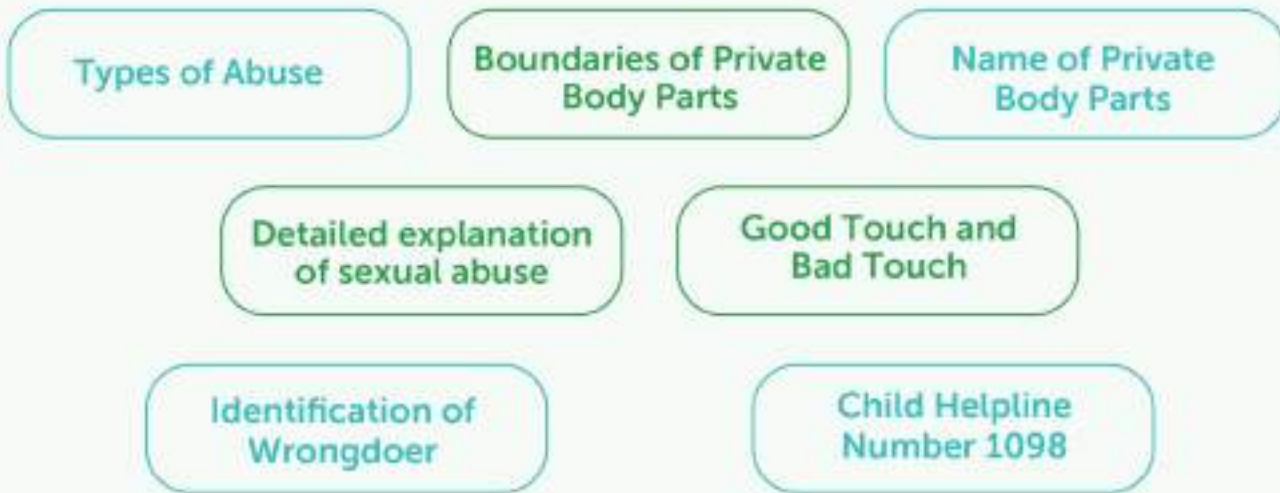 Types of Abuse
Boundaries of Private
Body Parts
Name of Private
Body Parts
Detailed explanation
of sexual abuse
Good Touch and
Bad Touch
Identification of
Wrongdoer
Child Helpline
Number 1098